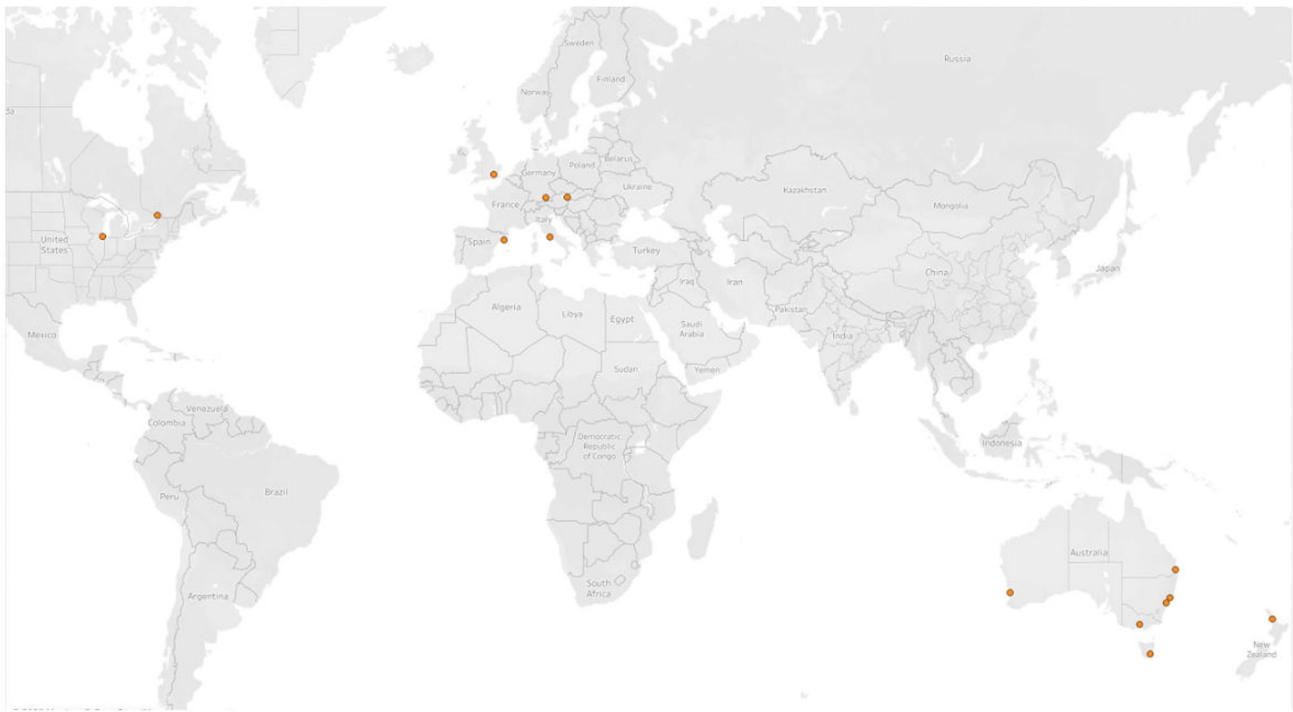 Sweden
Russia
Finland
Norway
da
Poland
Belarus
Germany
Ukraine
Kazakhstan
France
Mongolia
Italy
United
States
Spain
Turkey
Japan
China
Iraq
Iran
Algeria
Pakistan
Libya
Egypt
Saudi
Arabia
Mexico
India
Sudan
Yemen
Venezuela
Colombia
Democratic
Republic
of Congo
Indonesia
Brazil
Peru
Australia
South
Africa
Argentina
New
Zealand